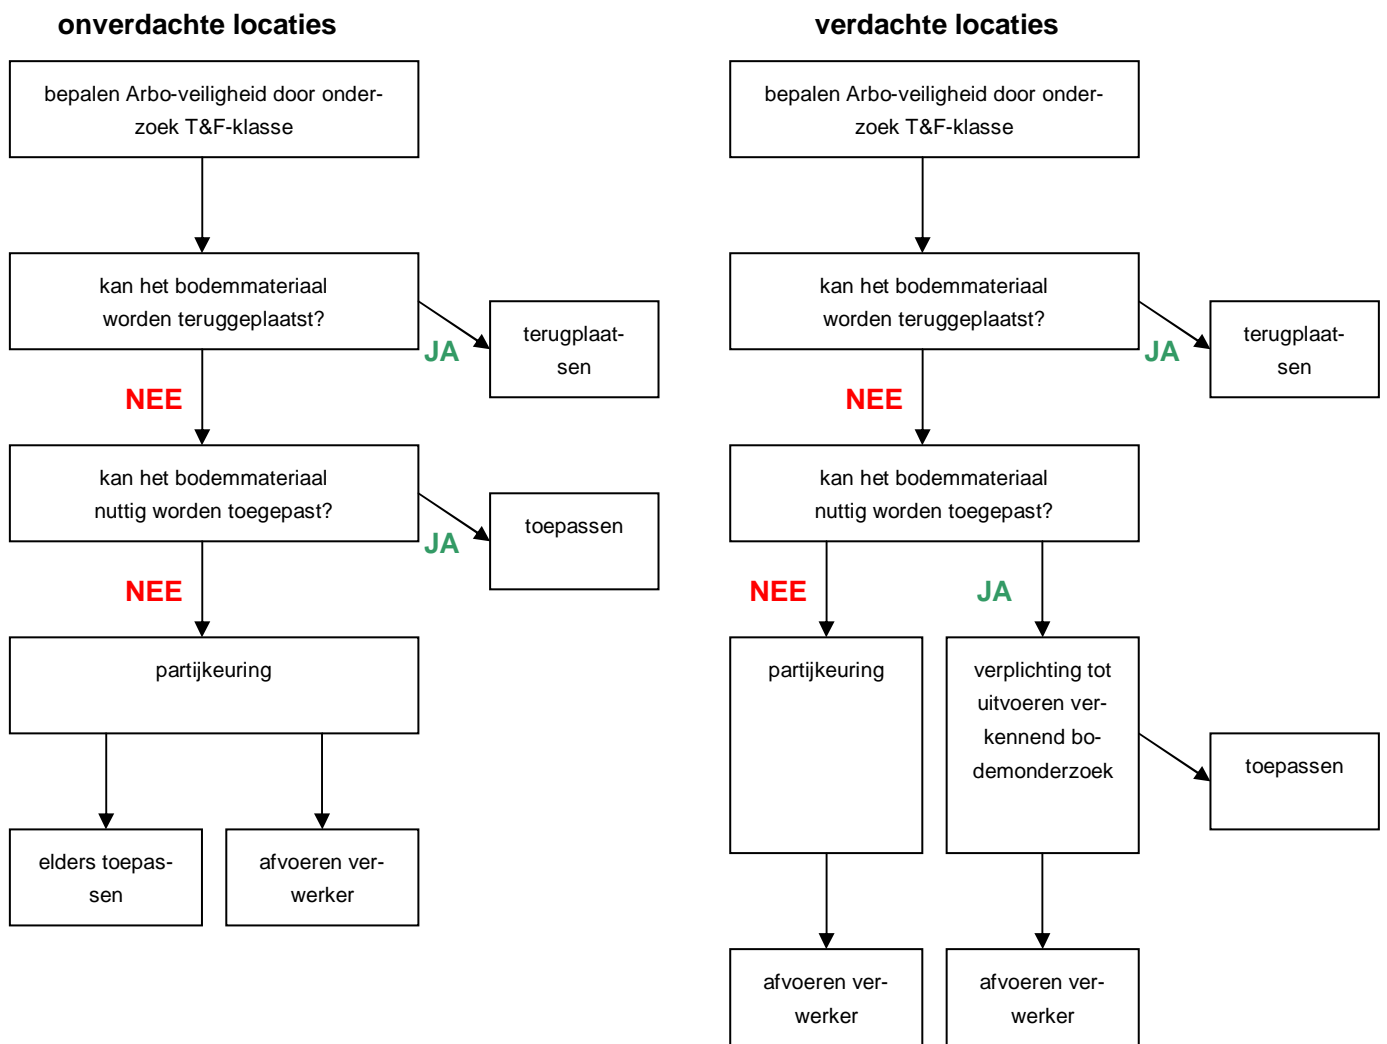 onverdachte locaties
bepalen Arbo-veiligheid door onder-
zoek T&F-klasse
kan het bodemmateriaal
worden teruggeplaatst?
JA
terugplaat-
sen
NEE
kan het bodemmateriaal
nuttig worden toegepast?
JA
toepassen
NEE
partijkeuring
elders toepas-
sen
afvoeren ver-
werker
verdachte locaties
bepalen Arbo-veiligheid door onder-
zoek T&F-klasse
kan het bodemmateriaal
worden teruggeplaatst?
JA
terugplaat-
sen
NEE
kan het bodemmateriaal
nuttig worden toegepast?
NEE
JA
partijkeuring
verplichting tot
uitvoeren ver-
kennend bo-
demonderzoek
toepassen
afvoeren ver-
werker
afvoeren ver-
werker